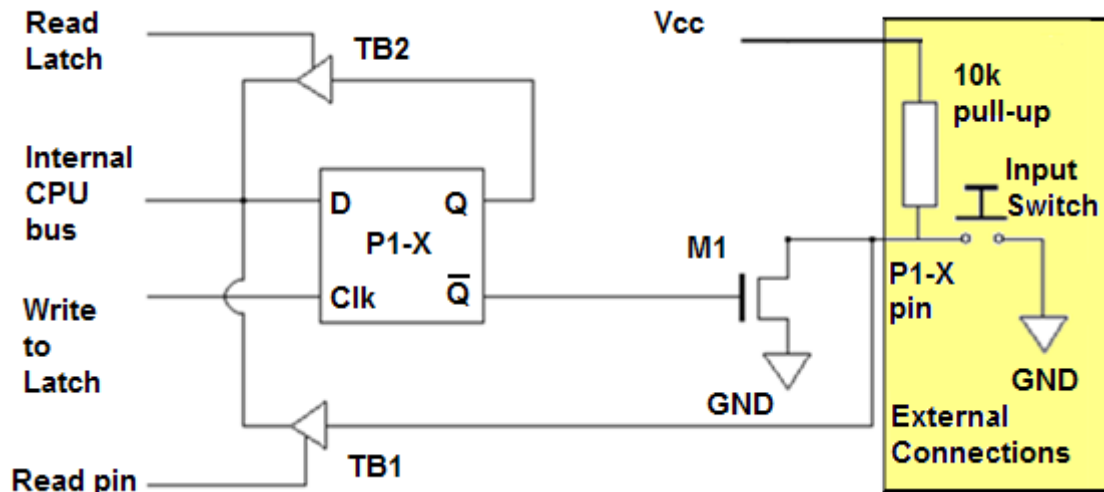 Read
Latch
TB2
Vcc
10k
pull-up
Internal
CPU
bus
D
Q
P1-X
Clk
Q̅
Input
Switch
M1
P1-X
pin
Write
to
Latch
GND
GND
External
Connections
TB1
Read pin